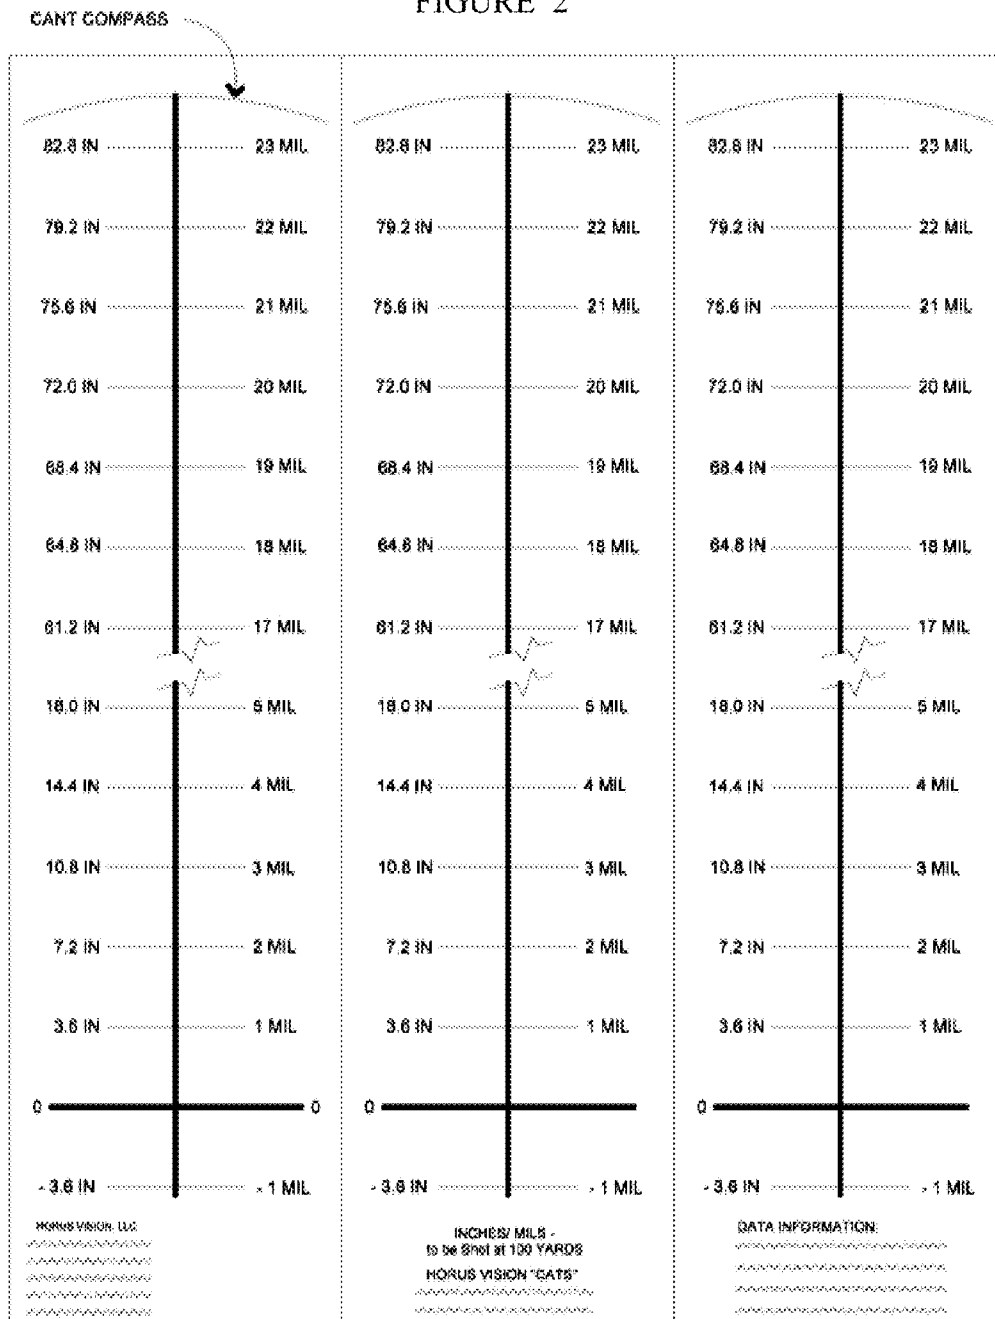 FIGURE 2
CANT COMPASS
82.8 IN 23 MIL 82.8 IN 23 MIL 82.8 IN 23 MIL
79.2 IN 22 MIL 79.2 IN 22 MIL 79.2 IN 22 MIL
75.6 IN 21 MIL 75.6 IN 21 MIL 75.6 IN 21 MIL
72.0 IN 20 MIL 72.0 IN 20 MIL 72.0 IN 20 MIL
68.4 IN 19 MIL 68.4 IN 19 MIL 68.4 IN 19 MIL
64.8 IN 18 MIL 64.8 IN 18 MIL 64.8 IN 18 MIL
61.2 IN 17 MIL 61.2 IN 17 MIL 61.2 IN 17 MIL
18.0 IN 5 MIL 18.0 IN 5 MIL 18.0 IN 5 MIL
14.4 IN 4 MIL 14.4 IN 4 MIL 14.4 IN 4 MIL
10.8 IN 3 MIL 10.8 IN 3 MIL 10.8 IN 3 MIL
7.2 IN 2 MIL 7.2 IN 2 MIL 7.2 IN 2 MIL
3.6 IN 1 MIL 3.6 IN 1 MIL 3.6 IN 1 MIL
0 0 0 0
- 3.6 IN - 1 MIL - 3.6 IN - 1 MIL - 3.6 IN - 1 MIL
HORUS VISION, LLC
INCHES/ MILS -
to be Shot at 100 YARDS
HORUS VISION "CATS"
DATA INFORMATION: